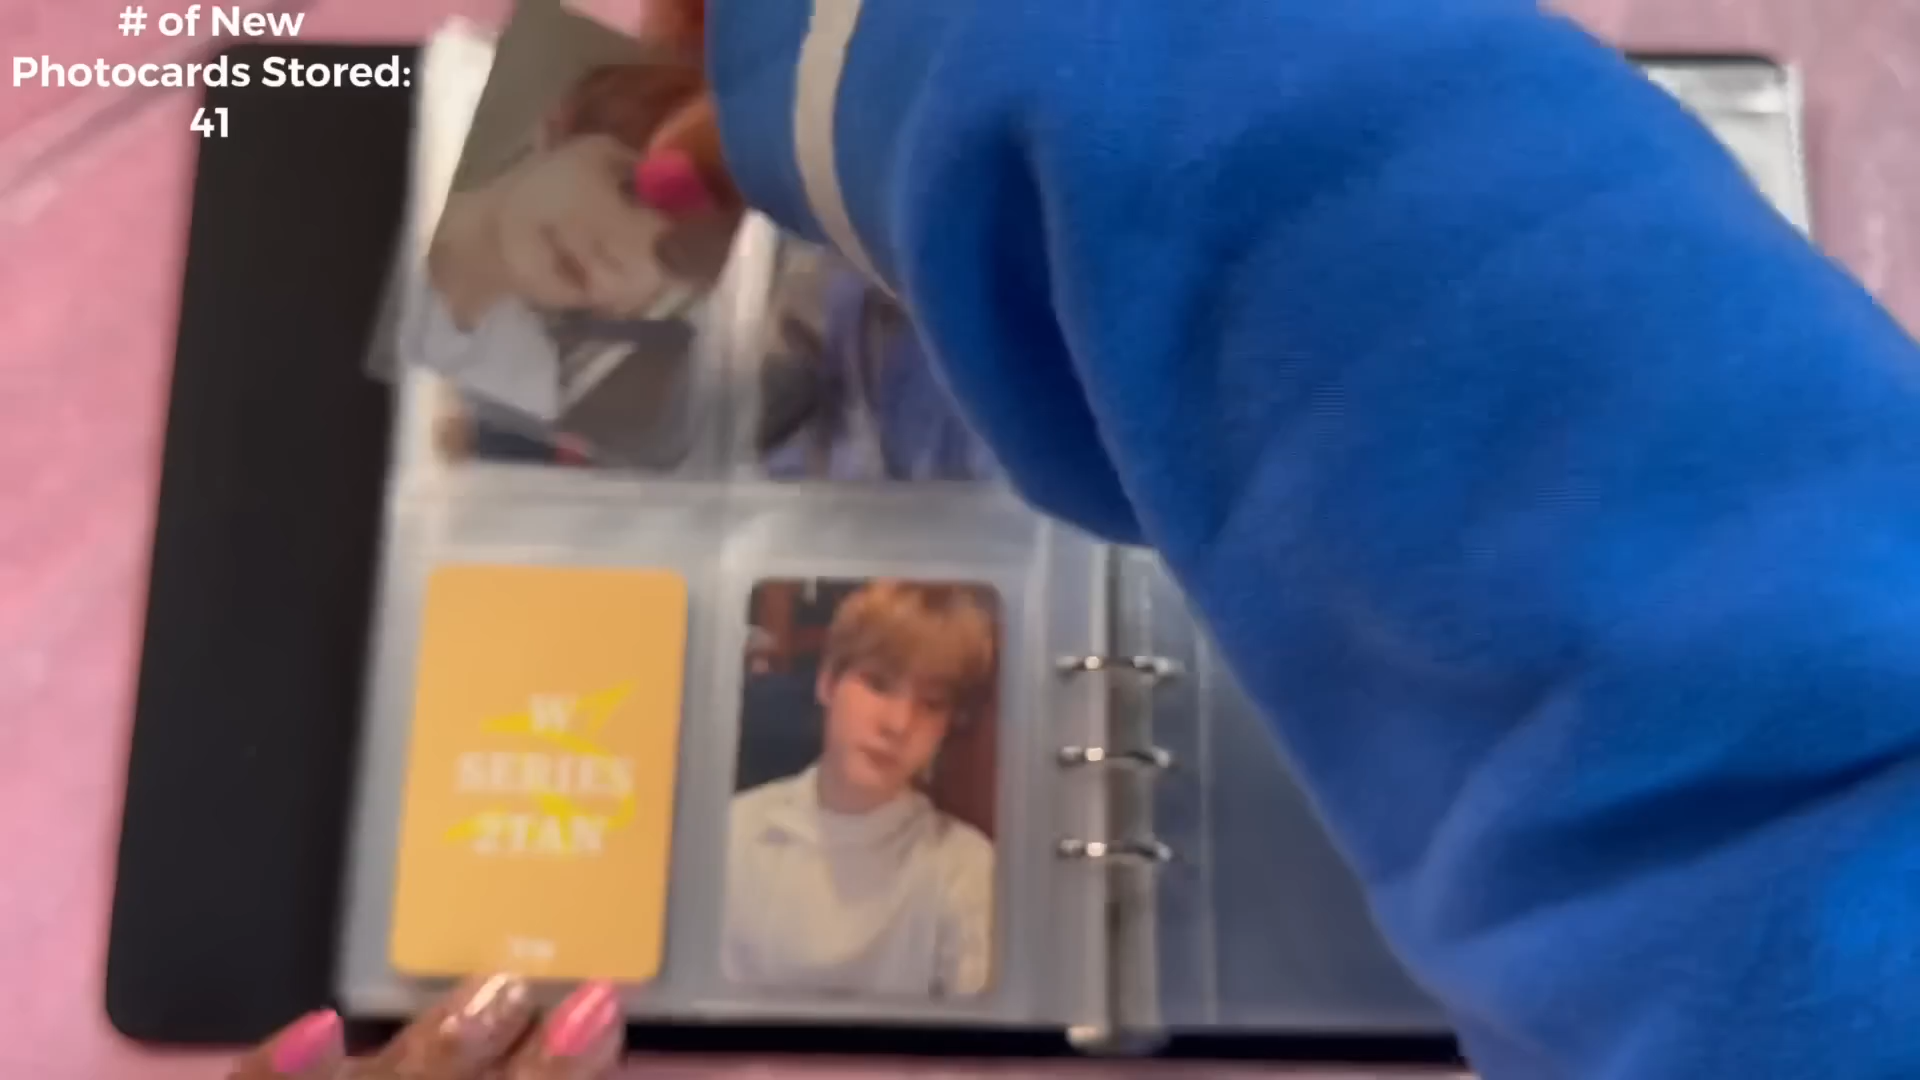 # of New
Photocards Stored:
41
W
SERIES
2TAN